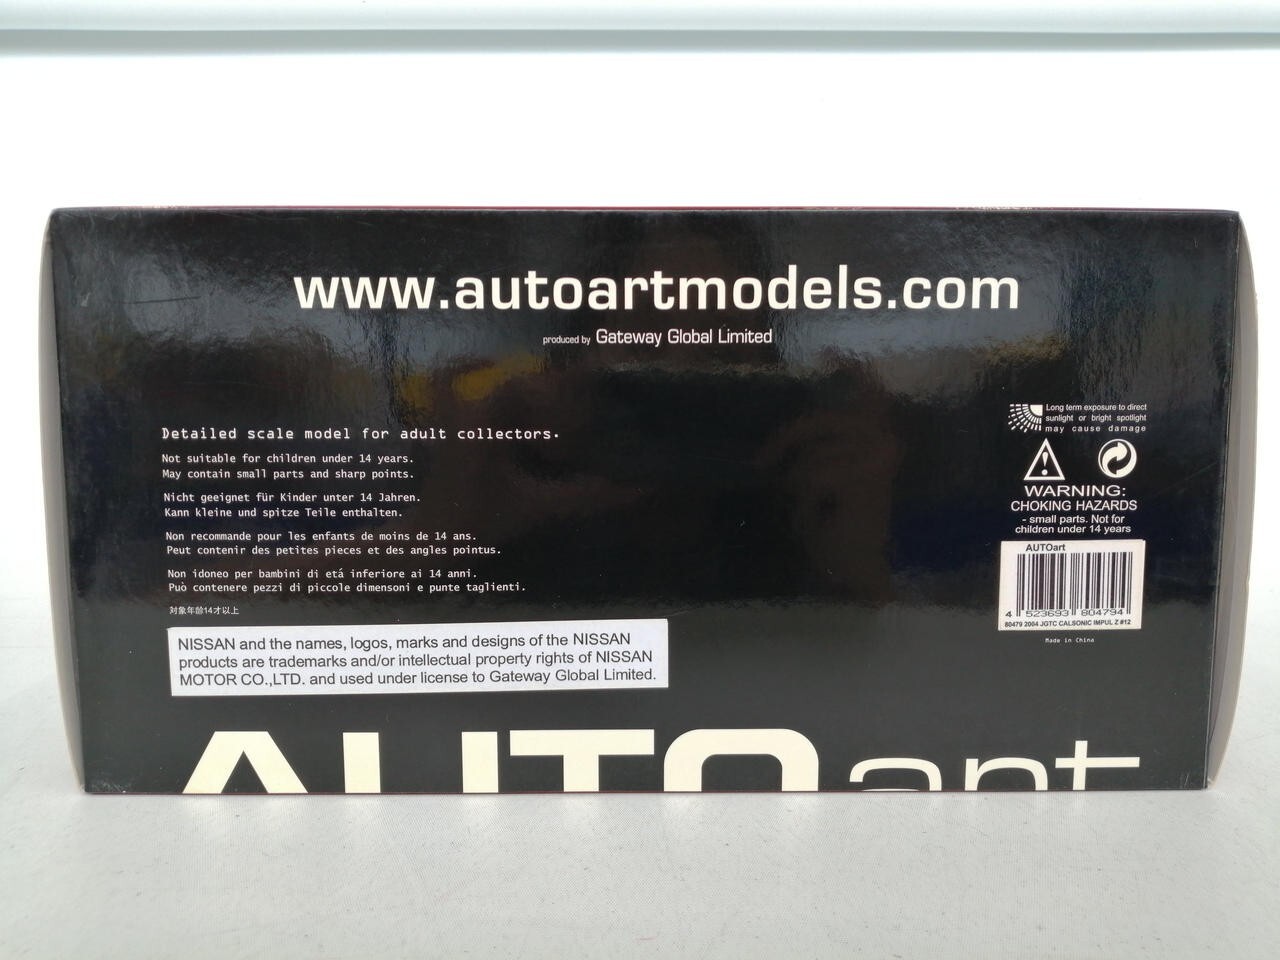 www.autoartmodels.com
produced by Gateway Global Limited
Detailed scale model for adult collectors.
Not suitable for children under 14 years.
May contain small parts and sharp points.
Nicht geeignet für Kinder unter 14 Jahren.
Kann kleine und spitze Teile enthalten.
Non recommande pour les enfants de moins de 14 ans.
Peut contenir des petites pieces et des angles pointus.
Non idoneo per bambini di etá inferiore ai 14 anni.
Può contenere pezzi di piccole dimensoni e punte taglienti.
対象年齢14才以上
NISSAN and the names, logos, marks and designs of the NISSAN
products are trademarks and/or intellectual property rights of NISSAN
MOTOR CO.,LTD. and used under license to Gateway Global Limited.
Long term exposure to direct
sunlight or bright spotlight
may cause damage
WARNING:
CHOKING HAZARDS
- small parts. Not for
children under 14 years
AUTOart
4 523693 804794
80479 2004 JGTC CALSONIC IMPUL Z #12
Made in China
AUTOart